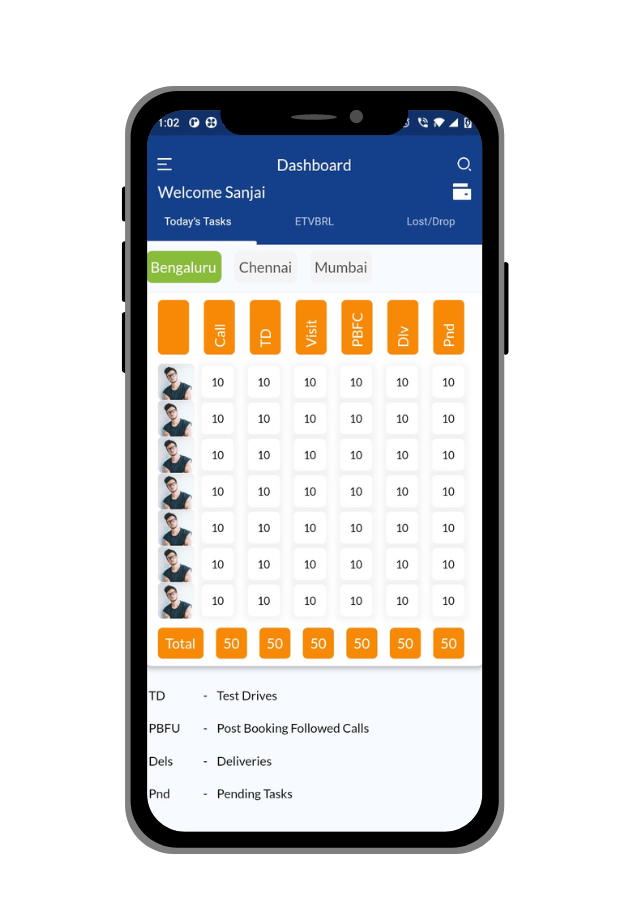 1:02
Dashboard
Welcome Sanjai
Today's Tasks ETVBRL Lost/Drop
Bengaluru Chennai Mumbai
Call TD Visit PBFC Dlv Pnd
10 10 10 10 10 10
10 10 10 10 10 10
10 10 10 10 10 10
10 10 10 10 10 10
10 10 10 10 10 10
10 10 10 10 10 10
10 10 10 10 10 10
Total 50 50 50 50 50 50
TD - Test Drives
PBFU - Post Booking Followed Calls
Dels - Deliveries
Pnd - Pending Tasks